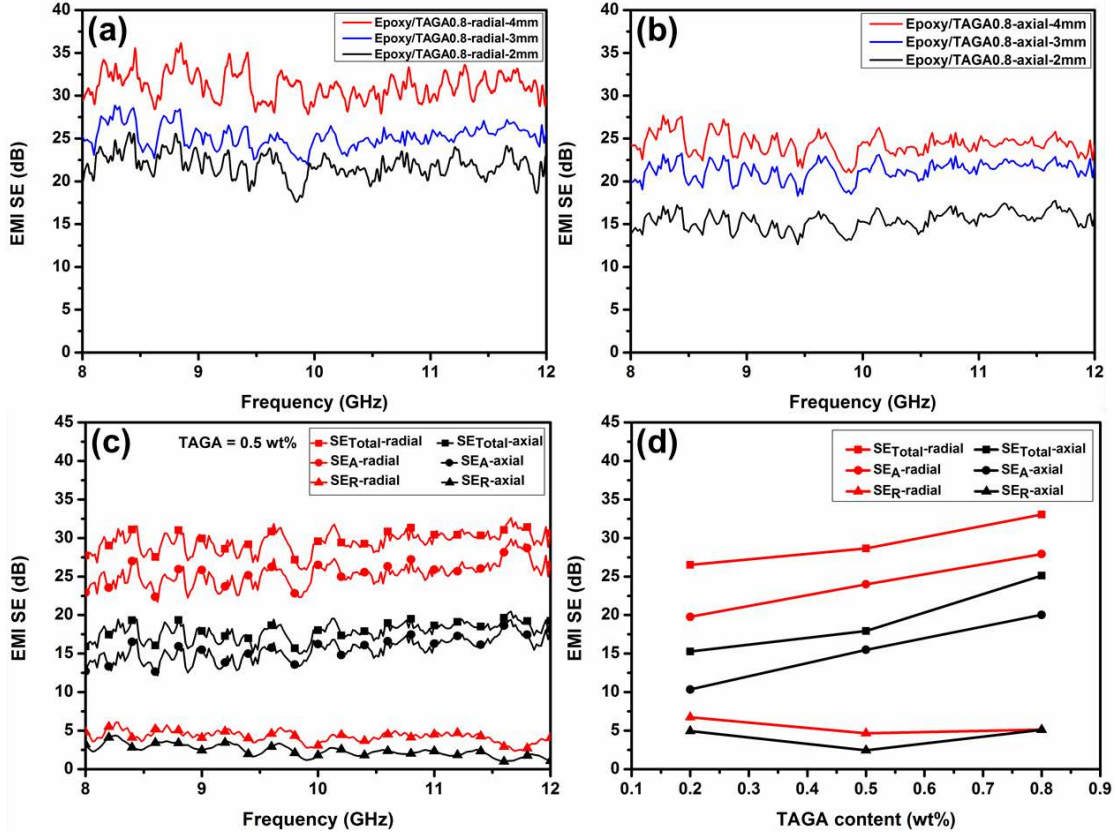 (a)
Epoxy/TAGA0.8-radial-4mm
Epoxy/TAGA0.8-radial-3mm
Epoxy/TAGA0.8-radial-2mm
EMI SE (dB)
40
35
30
25
20
15
10
5
0
8 9 10 11 12
Frequency (GHz)
(b)
Epoxy/TAGA0.8-axial-4mm
Epoxy/TAGA0.8-axial-3mm
Epoxy/TAGA0.8-axial-2mm
EMI SE (dB)
40
35
30
25
20
15
10
5
0
8 9 10 11 12
Frequency (GHz)
(c)
TAGA = 0.5 wt%
SETotal-radial SETotal-axial
SEA-radial SEA-axial
SER-radial SER-axial
EMI SE (dB)
45
40
35
30
25
20
15
10
5
0
8 9 10 11 12
Frequency (GHz)
(d)
SETotal-radial SETotal-axial
SEA-radial SEA-axial
SER-radial SER-axial
EMI SE (dB)
45
40
35
30
25
20
15
10
5
0
0.1 0.2 0.3 0.4 0.5 0.6 0.7 0.8 0.9
TAGA content (wt%)